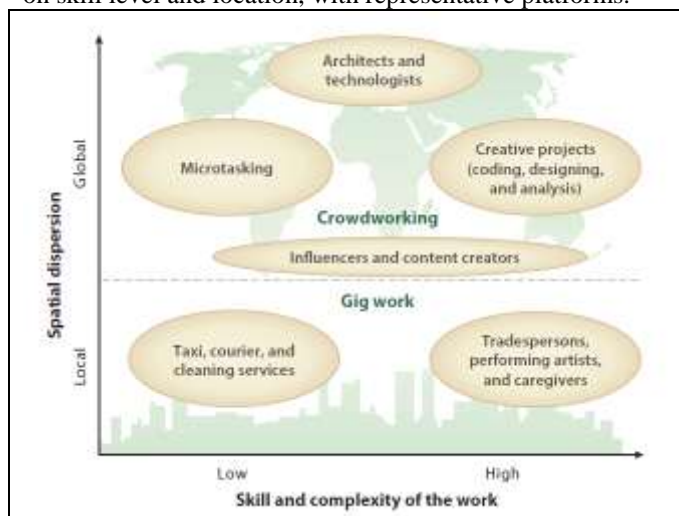 on skill level and location, with representative platforms.
Architects and
technologists
Global
Microtasking
Creative projects
(coding, designing,
and analysis)
Crowdworking
Influencers and content creators
Spatial dispersion
Gig work
Local
Taxi, courier, and
cleaning services
Tradespersons,
performing artists,
and caregivers
Low
High
Skill and complexity of the work